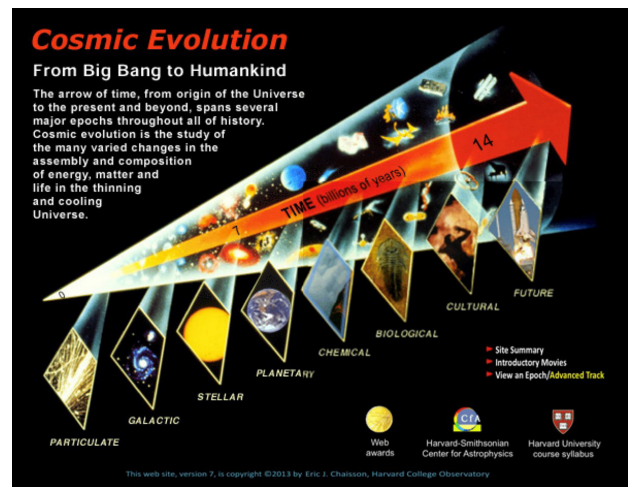 Cosmic Evolution
From Big Bang to Humankind
The arrow of time, from origin of the Universe
to the present and beyond, spans several
major epochs throughout all of history.
Cosmic evolution is the study of
the many varied changes in the
assembly and composition
of energy, matter and
life in the thinning
and cooling
Universe.
14
TIME (billions of years)
7
0
FUTURE
CULTURAL
BIOLOGICAL
CHEMICAL
PLANETARY
STELLAR
GALACTIC
PARTICULATE
Site Summary
Introductory Movies
View an Epoch/Advanced Track
CfA
Web
awards
Harvard-Smithsonian
Center for Astrophysics
Harvard University
course syllabus
This web site, version 7, is copyright ©2013 by Eric J. Chaisson, Harvard College Observatory